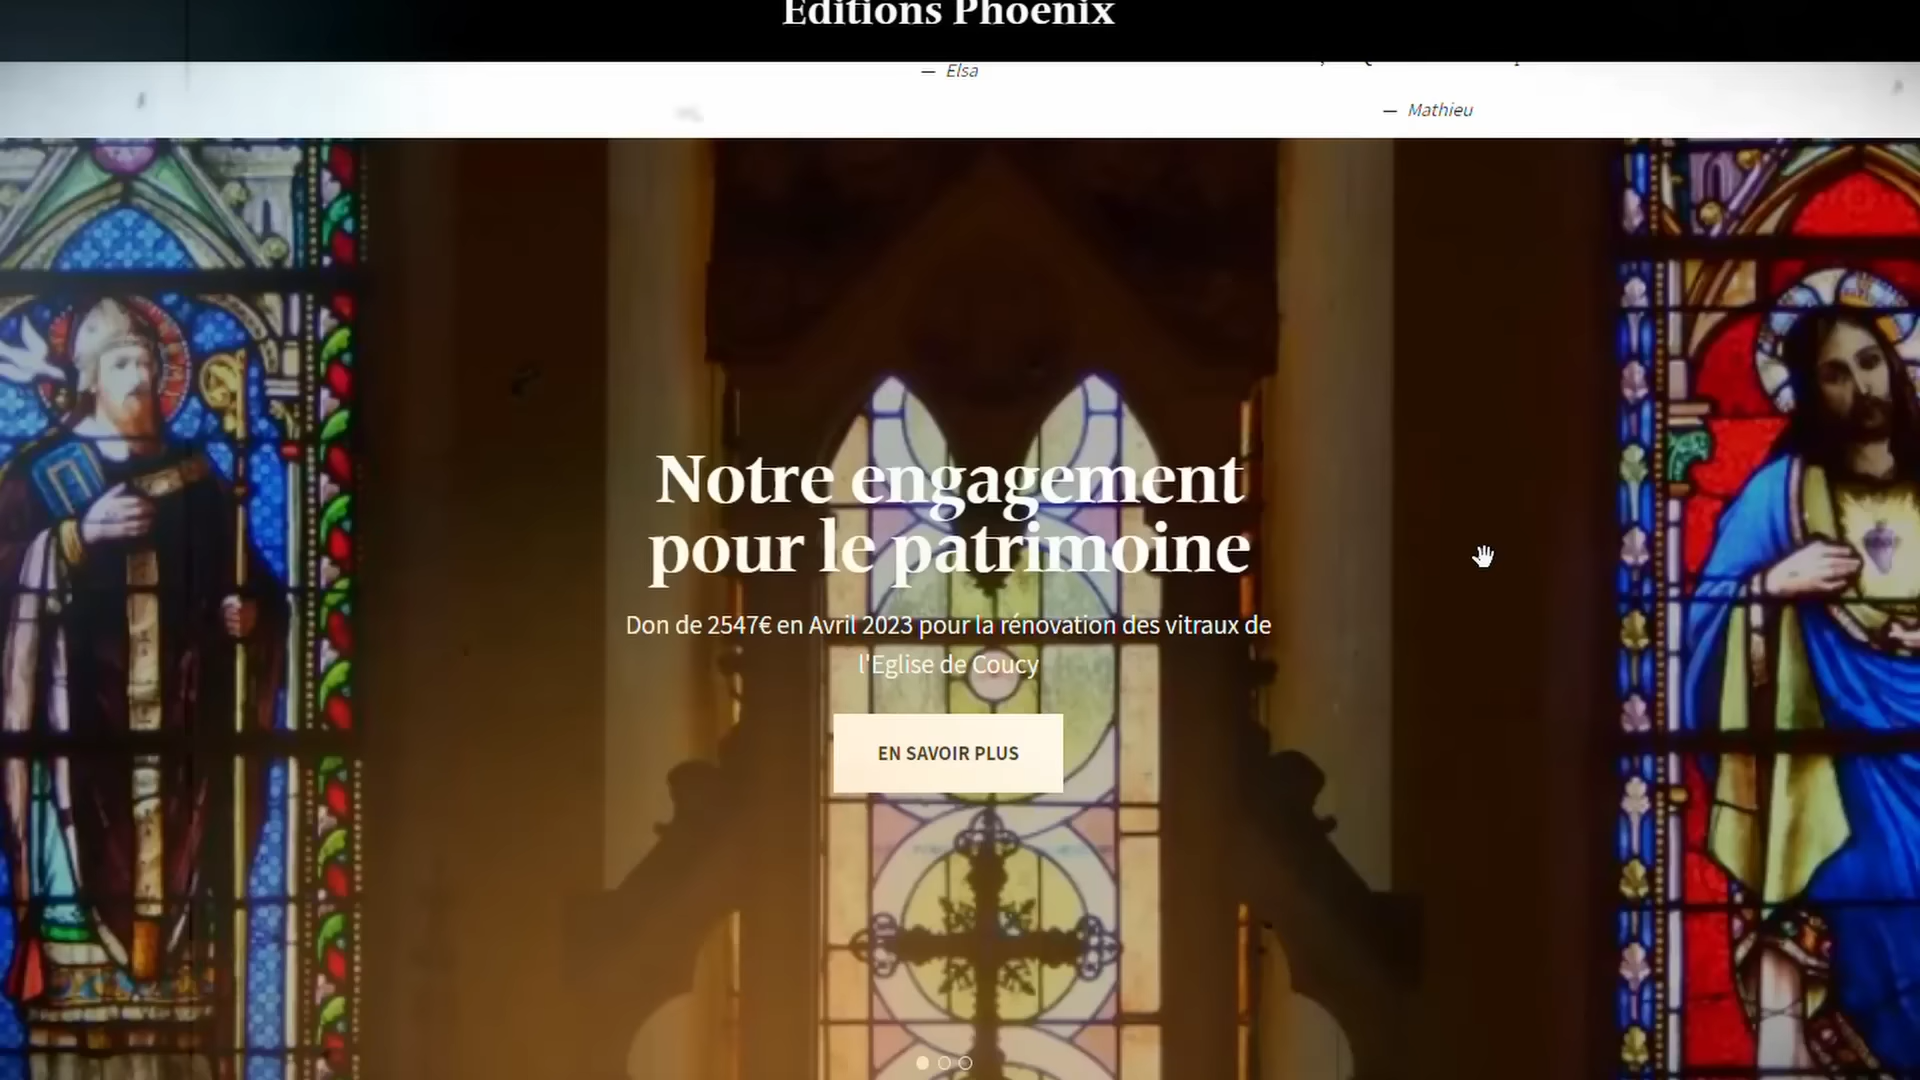 Editions Phoenix
— Elsa
— Mathieu
Notre engagement
pour le patrimoine
Don de 2547€ en Avril 2023 pour la rénovation des vitraux de
l'Eglise de Coucy
EN SAVOIR PLUS